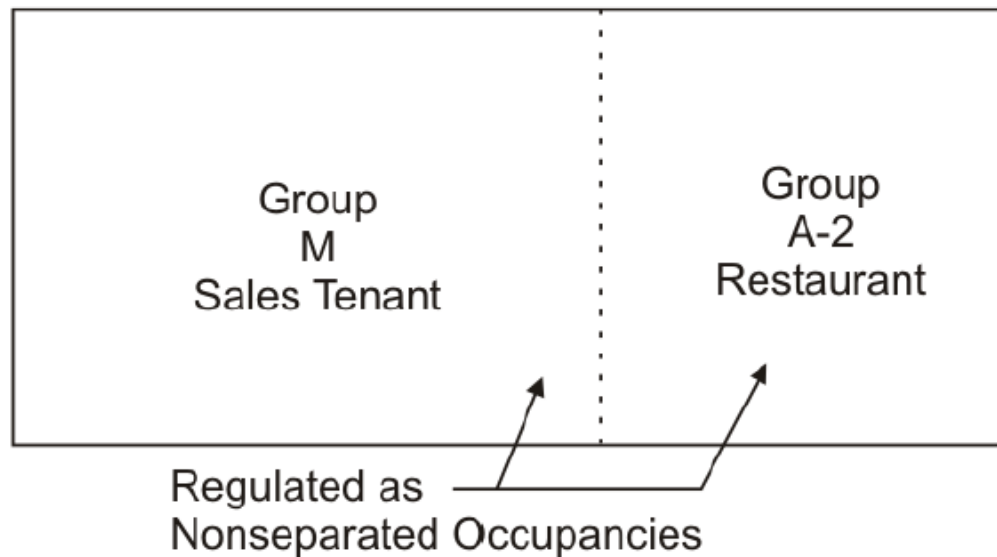 Group
M
Sales Tenant
Group
A-2
Restaurant
Regulated as
Nonseparated Occupancies